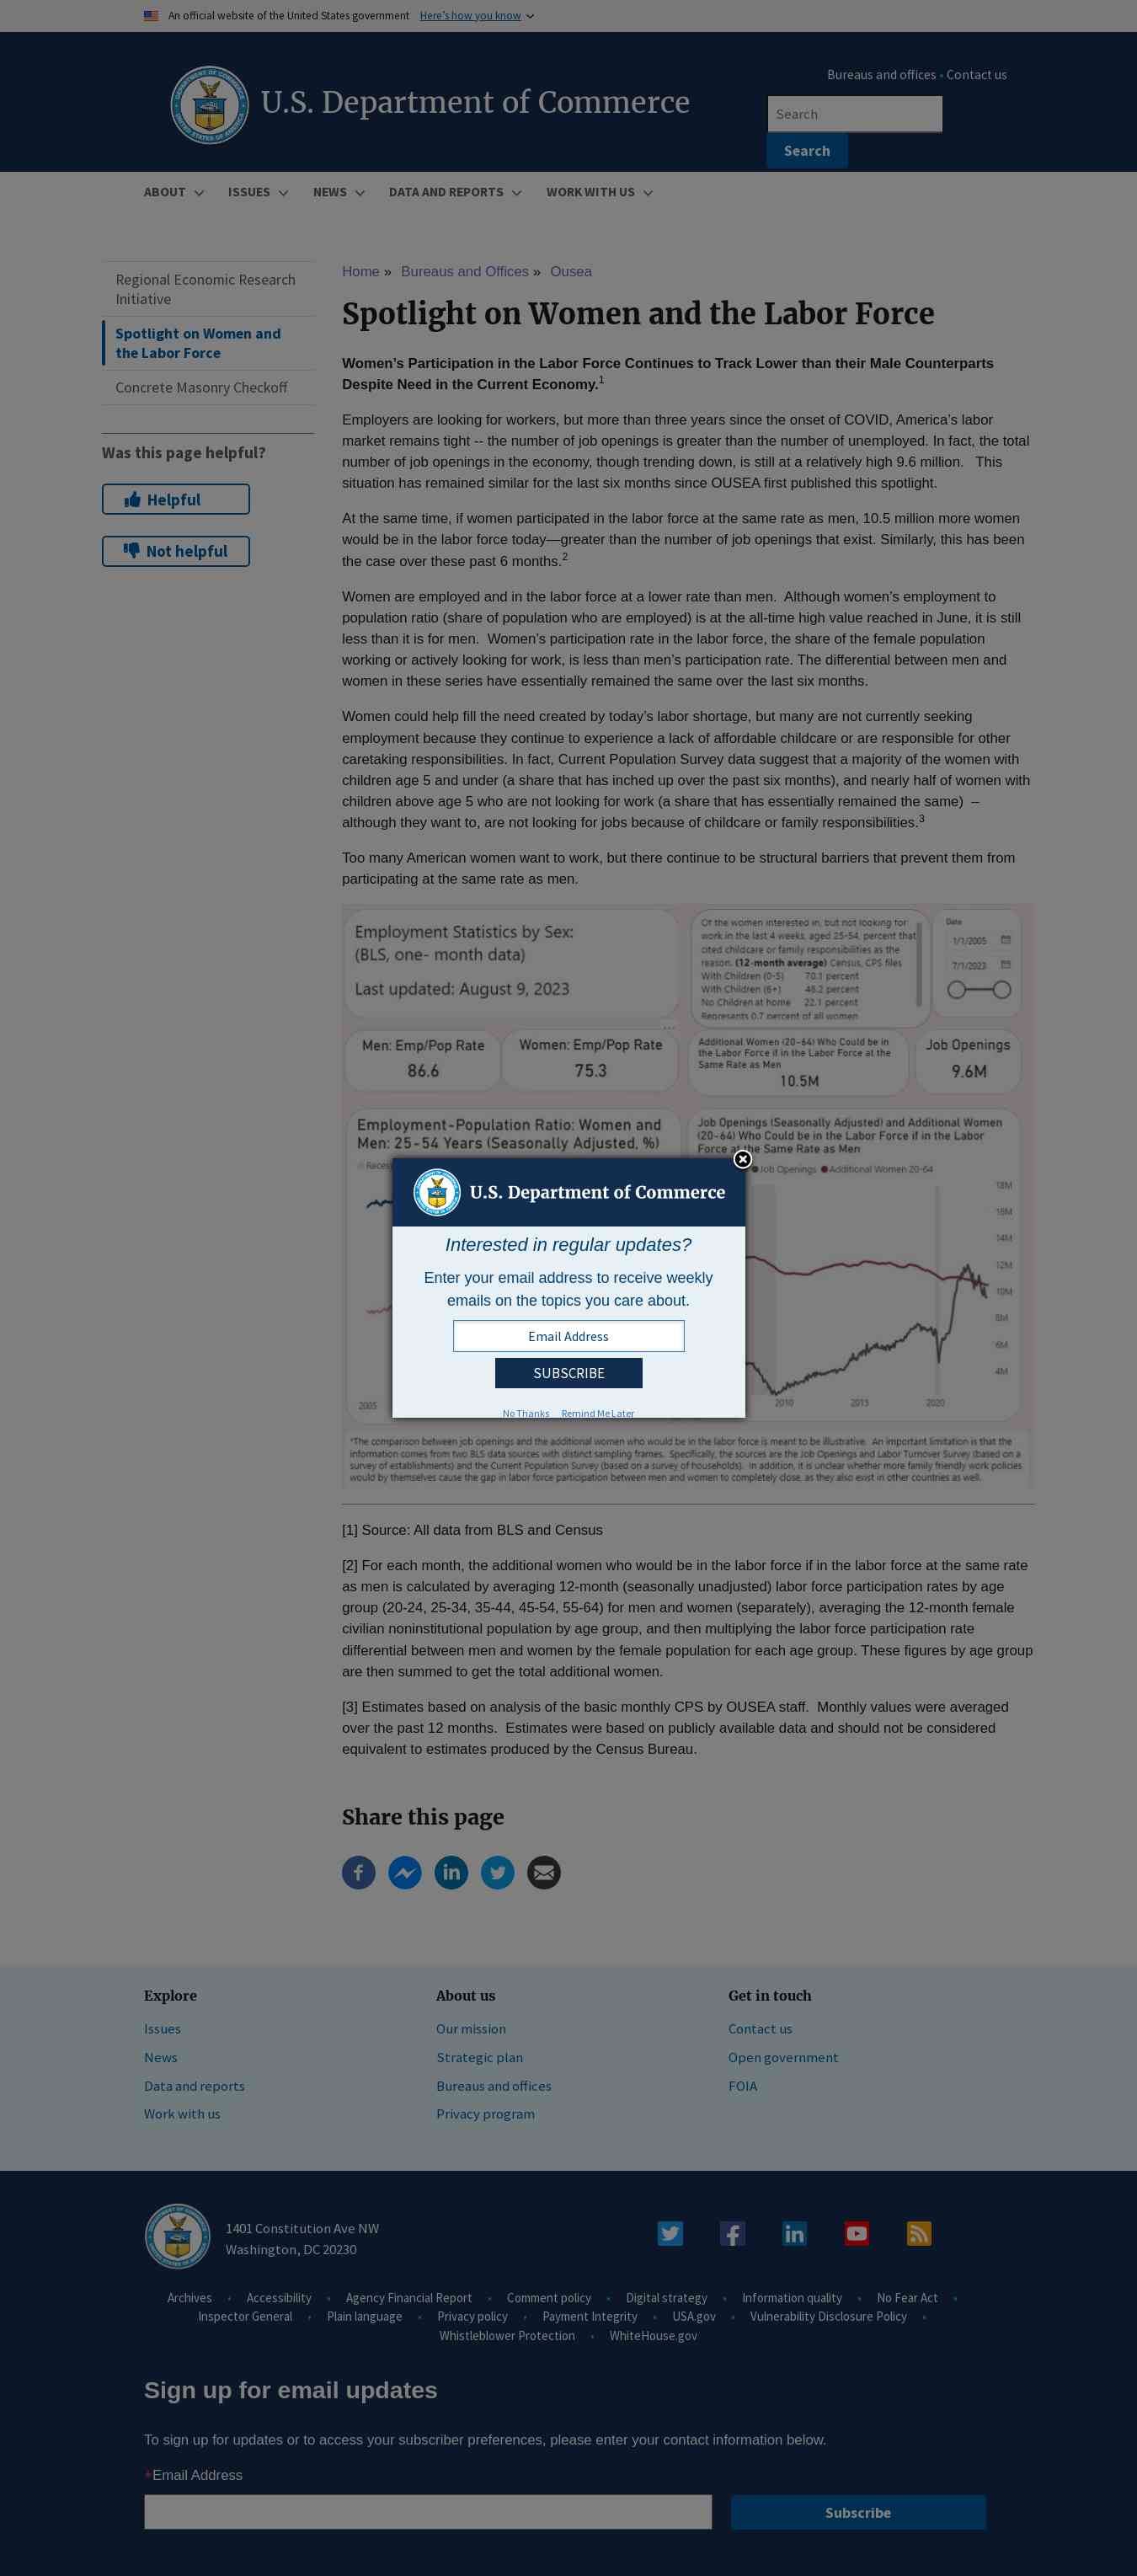 An official website of the United States government Here's how you know
Bureaus and offices • Contact us
U.S. Department of Commerce
Search
Search
ABOUT ISSUES NEWS DATA AND REPORTS WORK WITH US
Regional Economic Research
Initiative
Spotlight on Women and
the Labor Force
Concrete Masonry Checkoff
Was this page helpful?
Helpful
Not helpful
Home » Bureaus and Offices » Ousea
Spotlight on Women and the Labor Force
Women’s Participation in the Labor Force Continues to Track Lower than their Male Counterparts
Despite Need in the Current Economy.1
Employers are looking for workers, but more than three years since the onset of COVID, America’s labor
market remains tight -- the number of job openings is greater than the number of unemployed. In fact, the total
number of job openings in the economy, though trending down, is still at a relatively high 9.6 million. This
situation has remained similar for the last six months since OUSEA first published this spotlight.
At the same time, if women participated in the labor force at the same rate as men, 10.5 million more women
would be in the labor force today—greater than the number of job openings that exist. Similarly, this has been
the case over these past 6 months.2
Women are employed and in the labor force at a lower rate than men. Although women’s employment to
population ratio (share of population who are employed) is at the all-time high value reached in June, it is still
less than it is for men. Women’s participation rate in the labor force, the share of the female population
working or actively looking for work, is less than men’s participation rate. The differential between men and
women in these series have essentially remained the same over the last six months.
Women could help fill the need created by today’s labor shortage, but many are not currently seeking
employment because they continue to experience a lack of affordable childcare or are responsible for other
caretaking responsibilities. In fact, Current Population Survey data suggest that a majority of the women with
children age 5 and under (a share that has inched up over the past six months), and nearly half of women with
children above age 5 who are not looking for work (a share that has essentially remained the same) –
although they want to, are not looking for jobs because of childcare or family responsibilities.3
Too many American women want to work, but there continue to be structural barriers that prevent them from
participating at the same rate as men.
Employment Statistics by Sex:
(BLS, one- month data)
Last updated: August 9, 2023
Of the women interested in, but not looking for
work in the last 4 weeks, aged 25-54, percent that
cited childcare or family responsibilities as the
reason. (12-month average) Census, CPS files
With Children (0-5) 70.1 percent
With Children (6+) 48.2 percent
No Children at home 22.1 percent
Represents 0.7 percent of all women
Date
1/1/2005
7/1/2023
Men: Emp/Pop Rate
86.6
Women: Emp/Pop Rate
75.3
Additional Women (20-64) Who Could be in
the Labor Force if in the Labor Force at the
Same Rate as Men
10.5M
Job Openings
9.6M
Employment-Population Ratio: Women and
Men: 25-54 Years (Seasonally Adjusted, %)
Job Openings (Seasonally Adjusted) and Additional Women
(20-64) Who Could Be in the Labor Force if in the Labor
Force at the Same Rate as Men
Job Openings Additional Women 20-64
18M
16M
14M
12M
10M
8M
6M
4M
2005
2010 2015 2020
U.S. Department of Commerce
Interested in regular updates?
Enter your email address to receive weekly
emails on the topics you care about.
Email Address
SUBSCRIBE
No Thanks Remind Me Later
*The comparison between job openings and the additional women who would be in the labor force is meant to be illustrative. An important limitation is that the
information comes from two BLS data sources with distinct sampling frames. Specifically, the sources are the Job Openings and Labor Turnover Survey (based on a
survey of establishments) and the Current Population Survey (based on a survey of households). In addition, it is unclear whether more family friendly work policies
would by themselves cause the gap in labor force participation between men and women to completely close, as they also exist in other countries as well.
[1] Source: All data from BLS and Census
[2] For each month, the additional women who would be in the labor force if in the labor force at the same rate
as men is calculated by averaging 12-month (seasonally unadjusted) labor force participation rates by age
group (20-24, 25-34, 35-44, 45-54, 55-64) for men and women (separately), averaging the 12-month female
civilian noninstitutional population by age group, and then multiplying the labor force participation rate
differential between men and women by the female population for each age group. These figures by age group
are then summed to get the total additional women.
[3] Estimates based on analysis of the basic monthly CPS by OUSEA staff. Monthly values were averaged
over the past 12 months. Estimates were based on publicly available data and should not be considered
equivalent to estimates produced by the Census Bureau.
Share this page
Explore
Issues
News
Data and reports
Work with us
About us
Our mission
Strategic plan
Bureaus and offices
Privacy program
Get in touch
Contact us
Open government
FOIA
1401 Constitution Ave NW
Washington, DC 20230
Archives • Accessibility • Agency Financial Report • Comment policy • Digital strategy • Information quality • No Fear Act •
Inspector General • Plain language • Privacy policy • Payment Integrity • USA.gov • Vulnerability Disclosure Policy •
Whistleblower Protection • WhiteHouse.gov
Sign up for email updates
To sign up for updates or to access your subscriber preferences, please enter your contact information below.
*Email Address
Subscribe